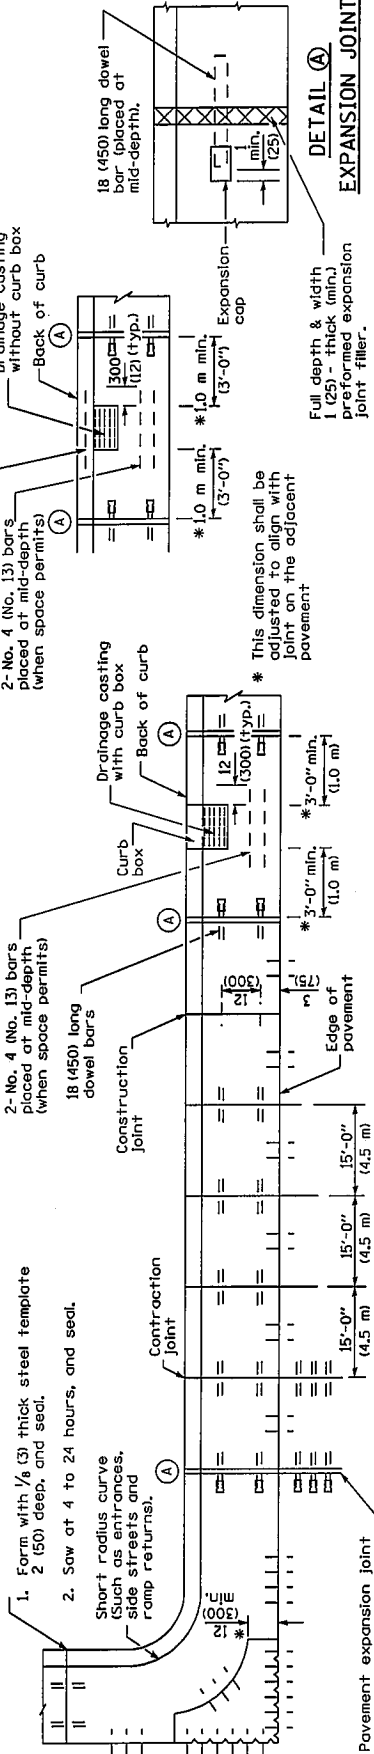 1. Form with 1/8 (3) thick steel template
2 (50) deep, and seal.
2. Saw at 4 to 24 hours, and seal.
Short radius curve
(Such as entrances,
side streets and
ramp returns).
12
(300)
min.
*
Pavement expansion joint
A
Contraction
joint
15'-0"
(4.5 m)
15'-0"
(4.5 m)
15'-0"
(4.5 m)
Construction
joint
2- No. 4 (No. 13) bars
placed at mid-depth
(when space permits)
18 (450) long
dowel bars
12
(300)
3
(75)
Edge of
pavement
A
Curb
box
Drainage casting
with curb box
Back of curb
12
(300) (typ.)
A
* 3'-0" min.
(1.0 m)
* 3'-0" min.
(1.0 m)
* This dimension shall be
adjusted to align with
joint on the adjacent
pavement
2- No. 4 (No. 13) bars
placed at mid-depth
(when space permits)
Drainage casting
without curb box
Back of curb
A
A
300
(12) (typ.)
* 1.0 m min.
(3'-0")
* 1.0 m min.
(3'-0")
18 (450) long dowel
bar (placed at
mid-depth).
Expansion
cap
1
min.
(25)
Full depth & width
1 (25) - thick (min.)
preformed expansion
joint filler.
DETAIL A
EXPANSION JOINT